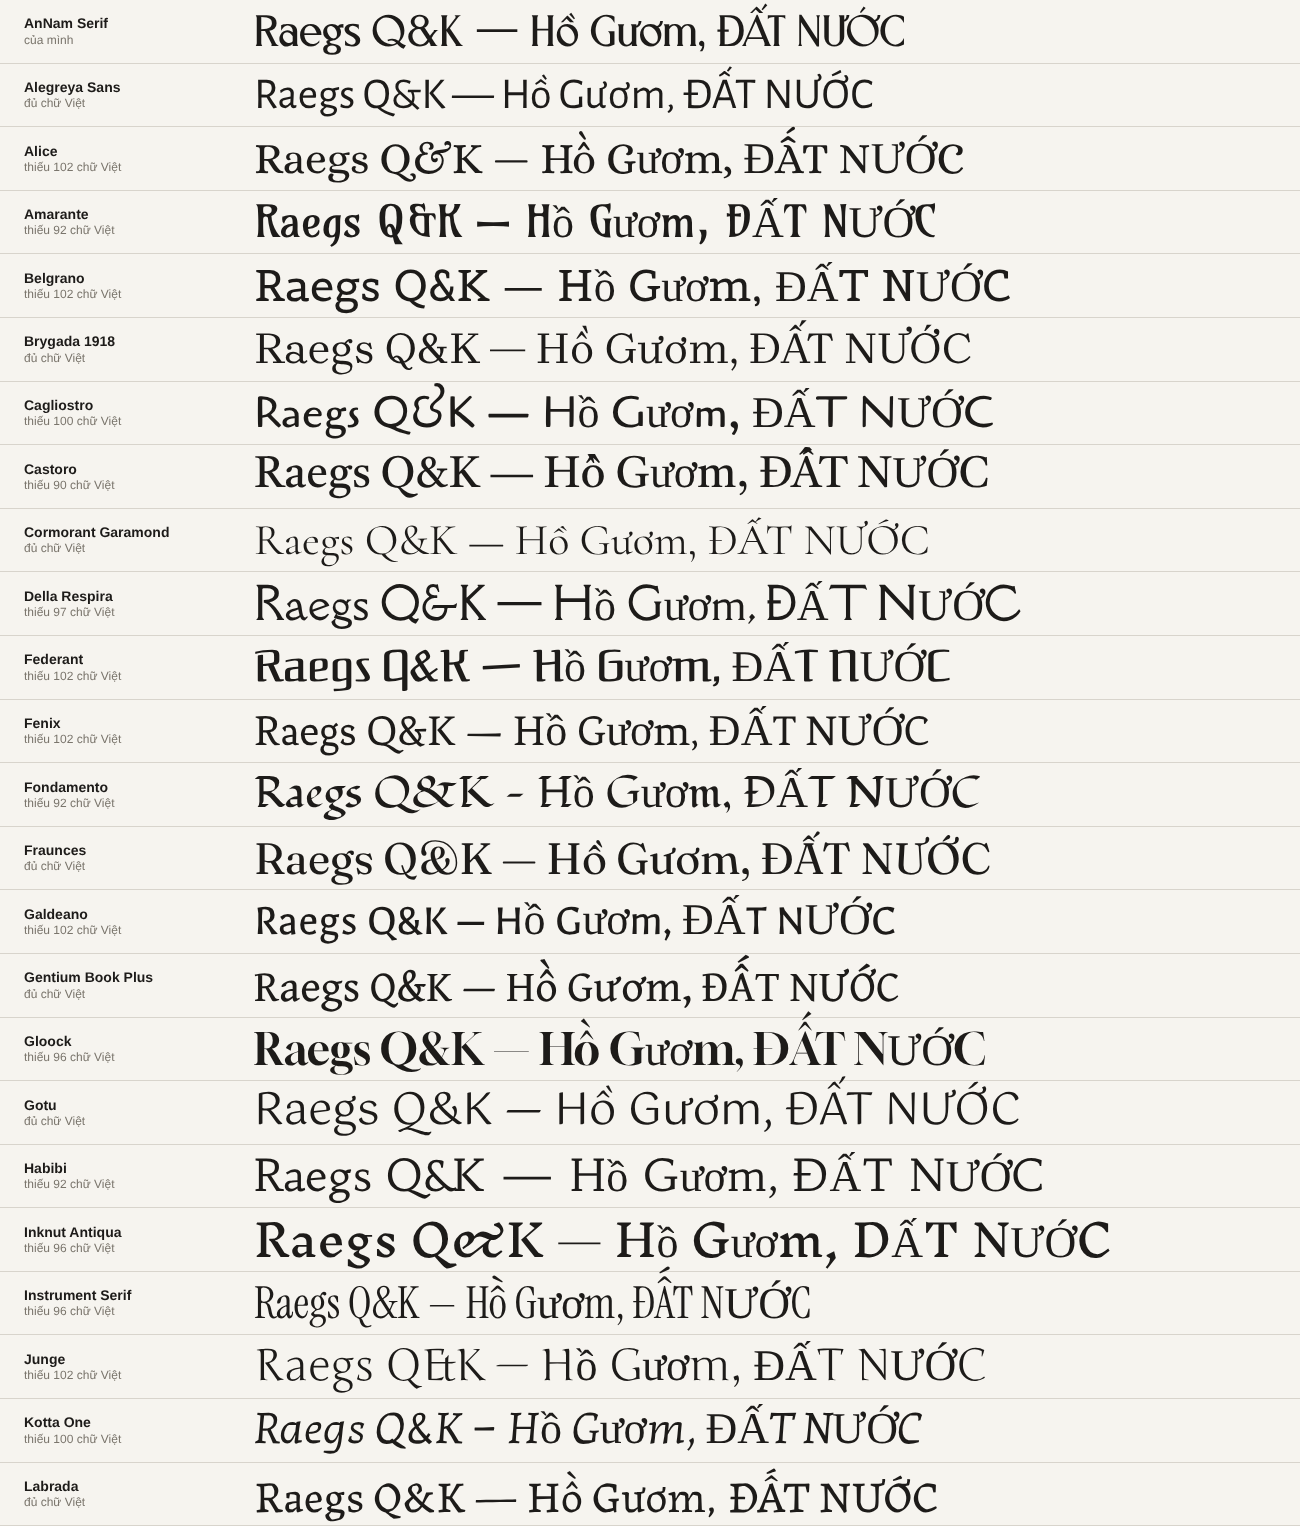 AnNam Serif
của mình
Raegs Q&K — Hồ Gươm, ĐẤT NƯỚC
Alegreya Sans
đủ chữ Việt
Raegs Q&K — Hồ Gươm, ĐẤT NƯỚC
Alice
thiếu 102 chữ Việt
Raegs Q&K — Hồ Gươm, ĐẤT NƯỚC
Amarante
thiếu 92 chữ Việt
Raegs Q&K — Hồ Gươm, ĐẤT NƯỚC
Belgrano
thiếu 102 chữ Việt
Raegs Q&K — Hồ Gươm, ĐẤT NƯỚC
Brygada 1918
đủ chữ Việt
Raegs Q&K — Hồ Gươm, ĐẤT NƯỚC
Cagliostro
thiếu 100 chữ Việt
Raegs Q&K — Hồ Gươm, ĐẤT NƯỚC
Castoro
thiếu 90 chữ Việt
Raegs Q&K — Hồ Gươm, ĐẤT NƯỚC
Cormorant Garamond
đủ chữ Việt
Raegs Q&K — Hồ Gươm, ĐẤT NƯỚC
Della Respira
thiếu 97 chữ Việt
Raegs Q&K — Hồ Gươm, ĐẤT NƯỚC
Federant
thiếu 102 chữ Việt
Raegs Q&K — Hồ Gươm, ĐẤT NƯỚC
Fenix
thiếu 102 chữ Việt
Raegs Q&K — Hồ Gươm, ĐẤT NƯỚC
Fondamento
thiếu 92 chữ Việt
Raegs Q&K - Hồ Gươm, ĐẤT NƯỚC
Fraunces
đủ chữ Việt
Raegs Q&K — Hồ Gươm, ĐẤT NƯỚC
Galdeano
thiếu 102 chữ Việt
Raegs Q&K — Hồ Gươm, ĐẤT NƯỚC
Gentium Book Plus
đủ chữ Việt
Raegs Q&K — Hồ Gươm, ĐẤT NƯỚC
Gloock
thiếu 96 chữ Việt
Raegs Q&K — Hồ Gươm, ĐẤT NƯỚC
Gotu
đủ chữ Việt
Raegs Q&K — Hồ Gươm, ĐẤT NƯỚC
Habibi
thiếu 92 chữ Việt
Raegs Q&K — Hồ Gươm, ĐẤT NƯỚC
Inknut Antiqua
thiếu 96 chữ Việt
Raegs Q&K — Hồ Gươm, ĐẤT NƯỚC
Instrument Serif
thiếu 96 chữ Việt
Raegs Q&K — Hồ Gươm, ĐẤT NƯỚC
Junge
thiếu 102 chữ Việt
Raegs Q&K — Hồ Gươm, ĐẤT NƯỚC
Kotta One
thiếu 100 chữ Việt
Raegs Q&K – Hồ Gươm, ĐẤT NƯỚC
Labrada
đủ chữ Việt
Raegs Q&K — Hồ Gươm, ĐẤT NƯỚC